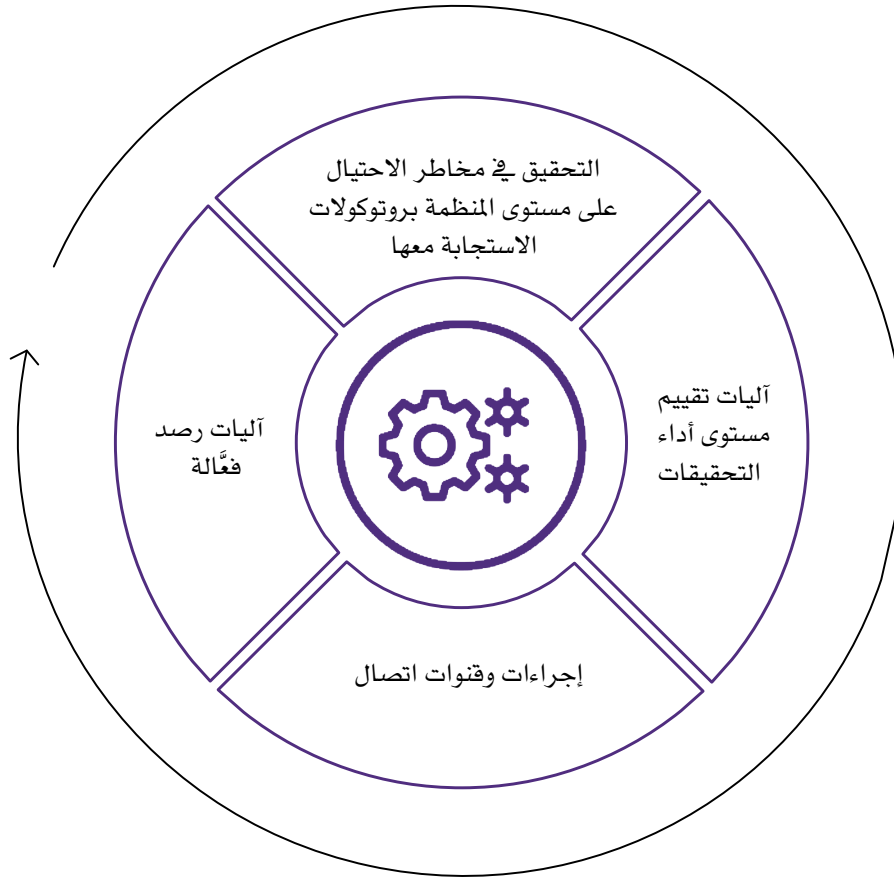 التحقيق في مخاطر الاحتيال
على مستوى المنظمة بروتوكولات
الاستجابة معها
آليات تقييم
مستوى أداء
التحقيقات
آليات رصد
فعَّالة
إجراءات وقنوات اتصال